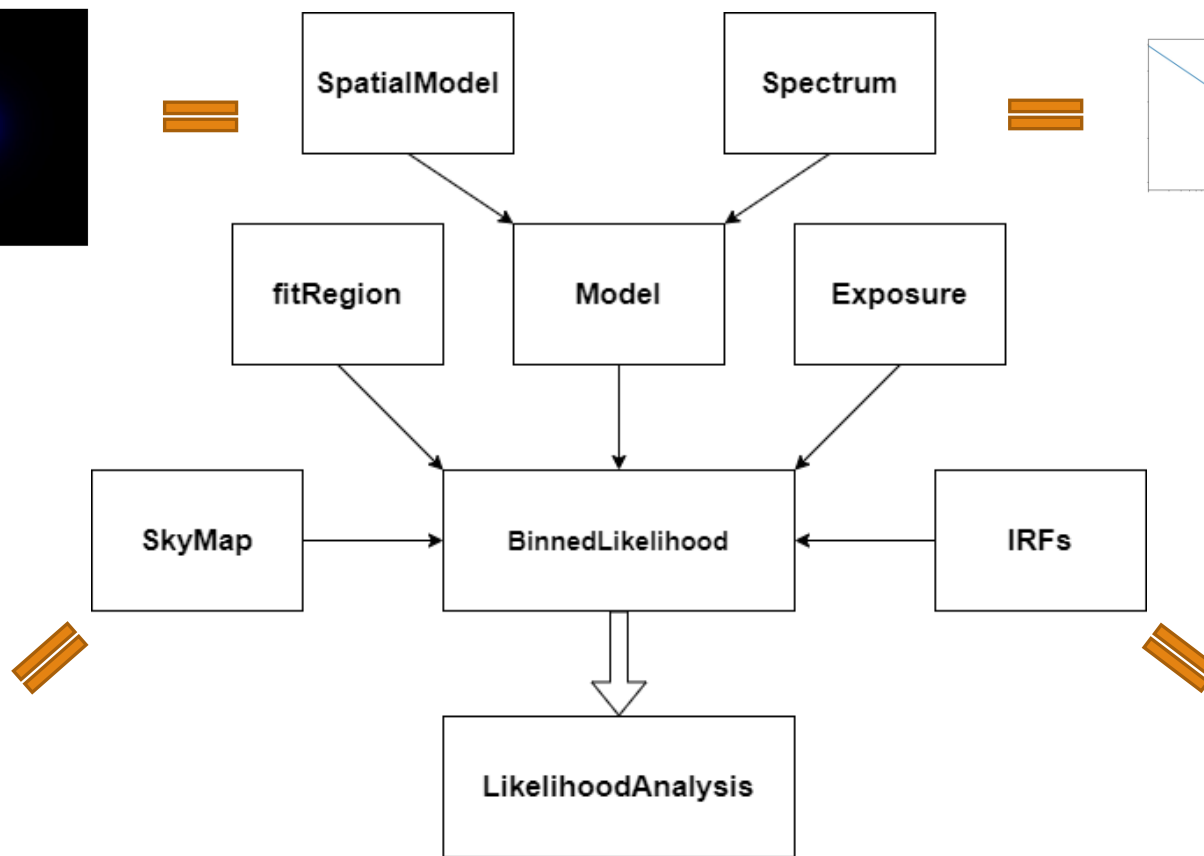 SpatialModel
Spectrum
fitRegion
Model
Exposure
SkyMap
BinnedLikelihood
IRFs
LikelihoodAnalysis